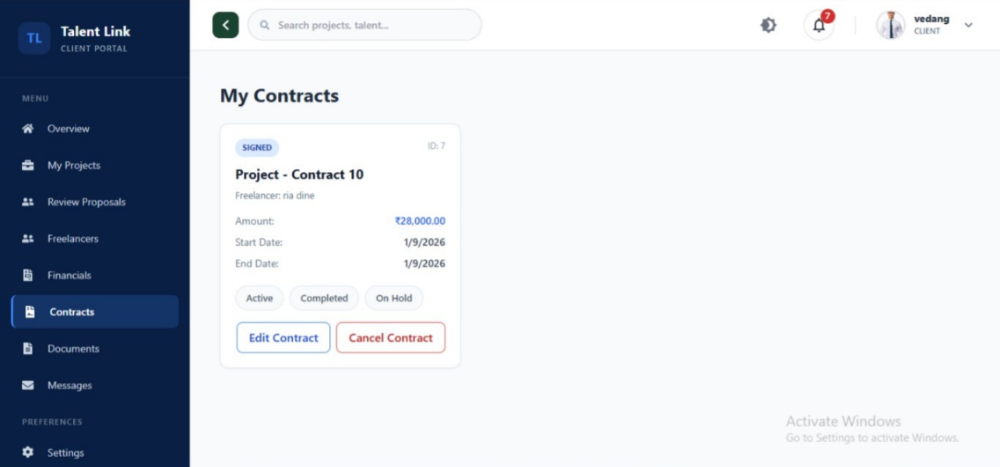 TL
Talent Link
CLIENT PORTAL
MENU
Overview
My Projects
Review Proposals
Freelancers
Financials
Contracts
Documents
Messages
PREFERENCES
Settings
Search projects, talent...
7
vedang
CLIENT
My Contracts
SIGNED ID: 7
Project - Contract 10
Freelancer: ria dine
Amount: ₹28,000.00
Start Date: 1/9/2026
End Date: 1/9/2026
Active Completed On Hold
Edit Contract Cancel Contract
Activate Windows
Go to Settings to activate Windows.